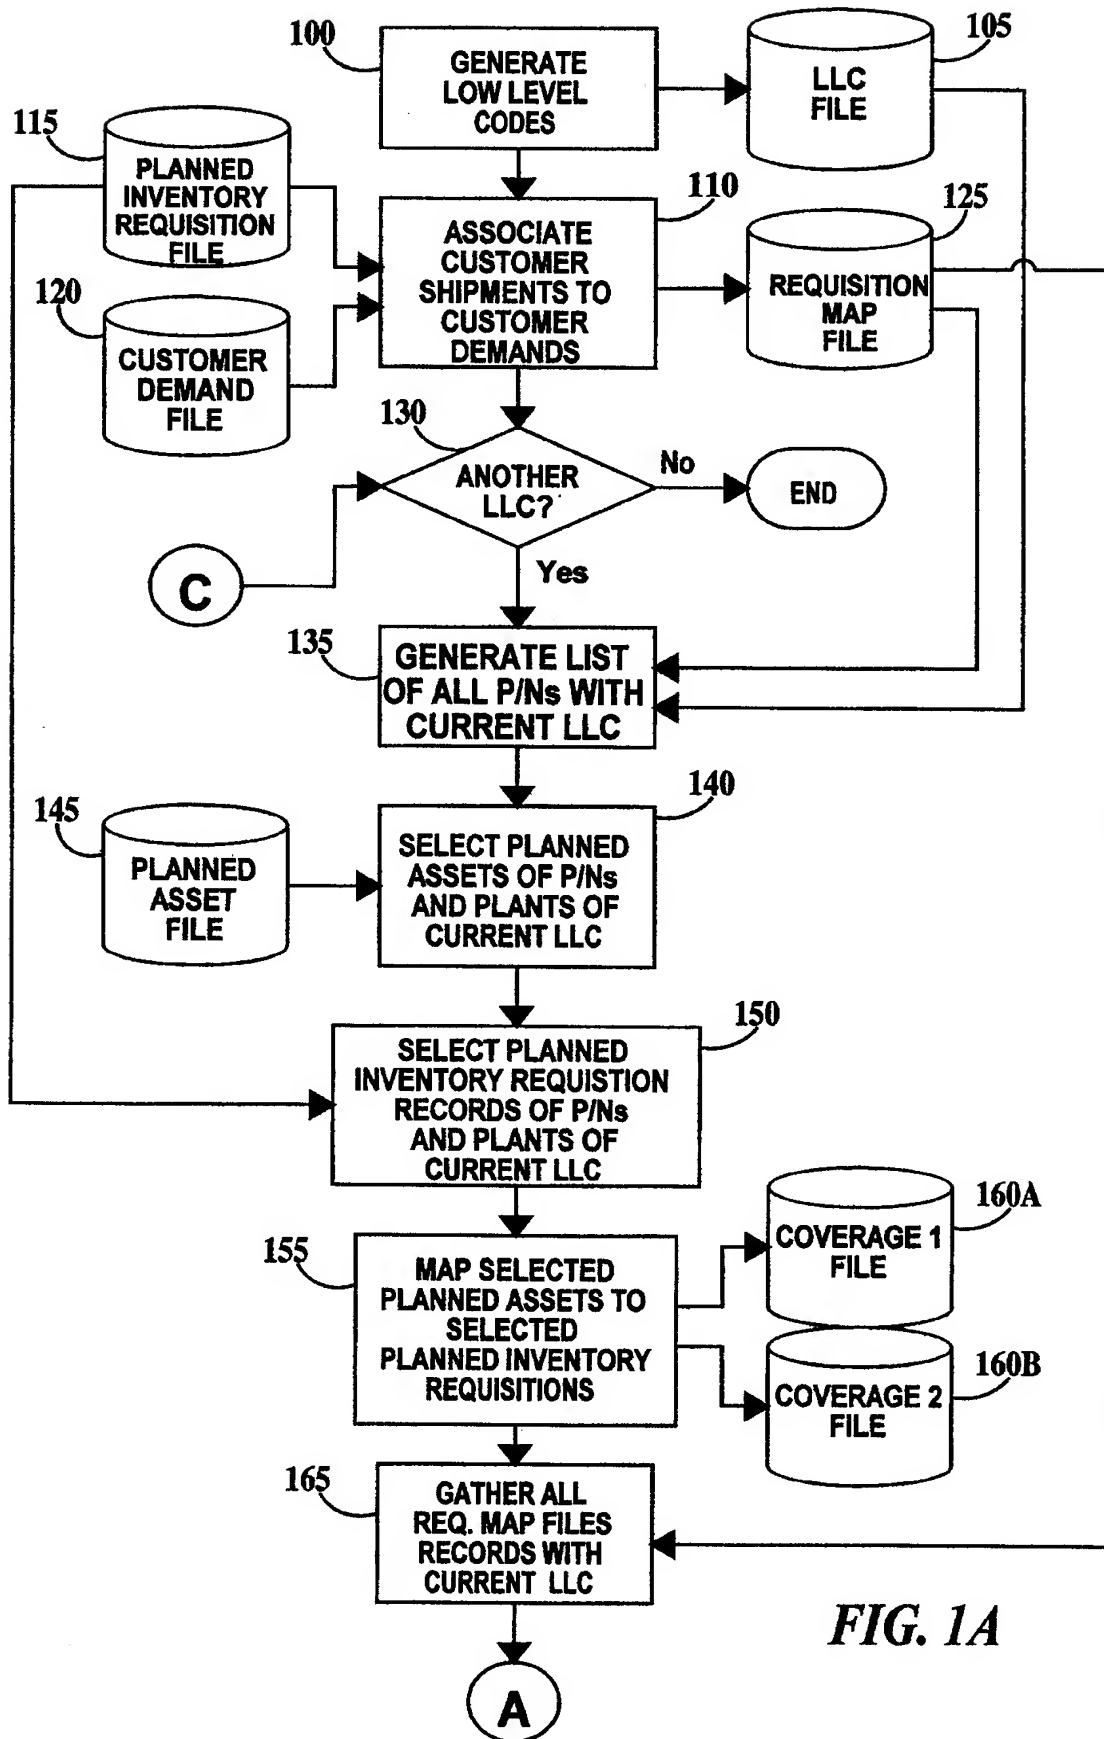 100
GENERATE
LOW LEVEL
CODES
105
LLC
FILE
115
PLANNED
INVENTORY
REQUISITION
FILE
110
ASSOCIATE
CUSTOMER
SHIPMENTS TO
CUSTOMER
DEMANDS
125
REQUISITION
MAP
FILE
120
CUSTOMER
DEMAND
FILE
130
ANOTHER
LLC?
No
END
C
Yes
135
GENERATE LIST
OF ALL P/Ns WITH
CURRENT LLC
140
SELECT PLANNED
ASSETS OF P/Ns
AND PLANTS OF
CURRENT LLC
145
PLANNED
ASSET
FILE
150
SELECT PLANNED
INVENTORY REQUISTION
RECORDS OF P/Ns
AND PLANTS OF
CURRENT LLC
155
MAP SELECTED
PLANNED ASSETS TO
SELECTED
PLANNED INVENTORY
REQUISITIONS
160A
COVERAGE 1
FILE
160B
COVERAGE 2
FILE
165
GATHER ALL
REQ. MAP FILES
RECORDS WITH
CURRENT LLC
FIG. 1A
A